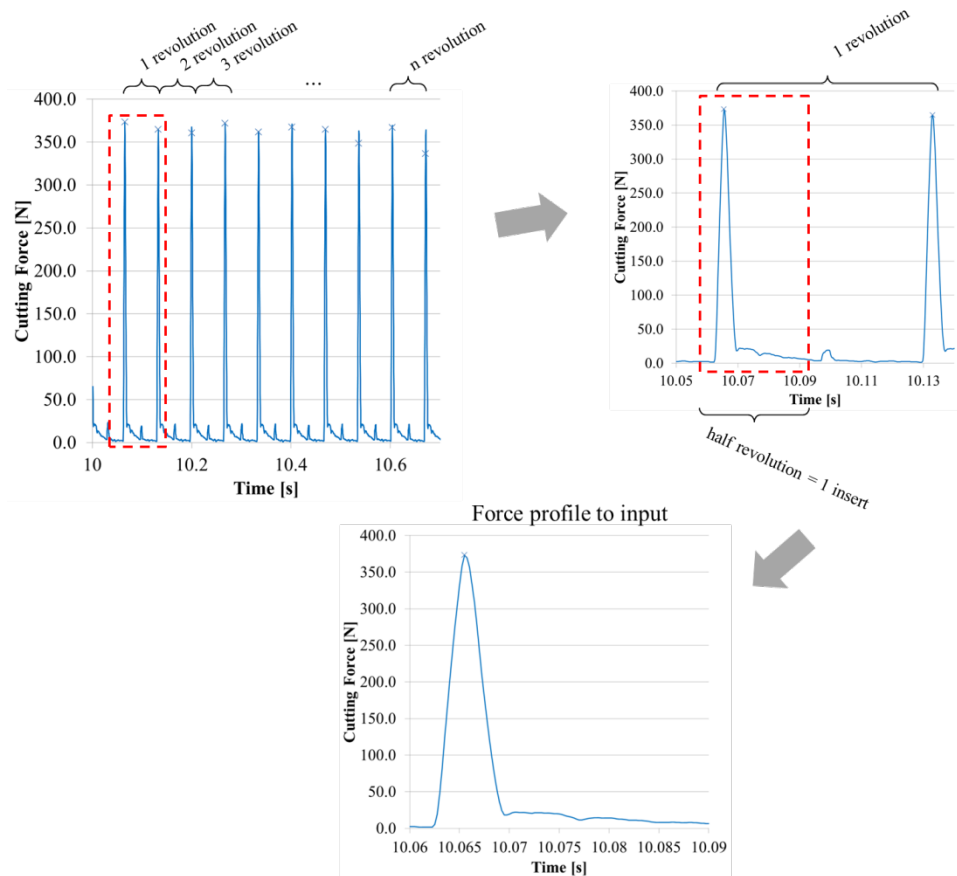 1 revolution
2 revolution
3 revolution
...
n revolution
400.0
350.0
300.0
250.0
200.0
150.0
100.0
50.0
0.0
Cutting Force [N]
10 10.2 10.4 10.6
Time [s]
1 revolution
400.0
350.0
300.0
250.0
200.0
150.0
100.0
50.0
0.0
Cutting Force [N]
10.05 10.07 10.09 10.11 10.13
Time [s]
half revolution = 1 insert
Force profile to input
400.0
350.0
300.0
250.0
200.0
150.0
100.0
50.0
0.0
Cutting Force [N]
10.06 10.065 10.07 10.075 10.08 10.085 10.09
Time [s]